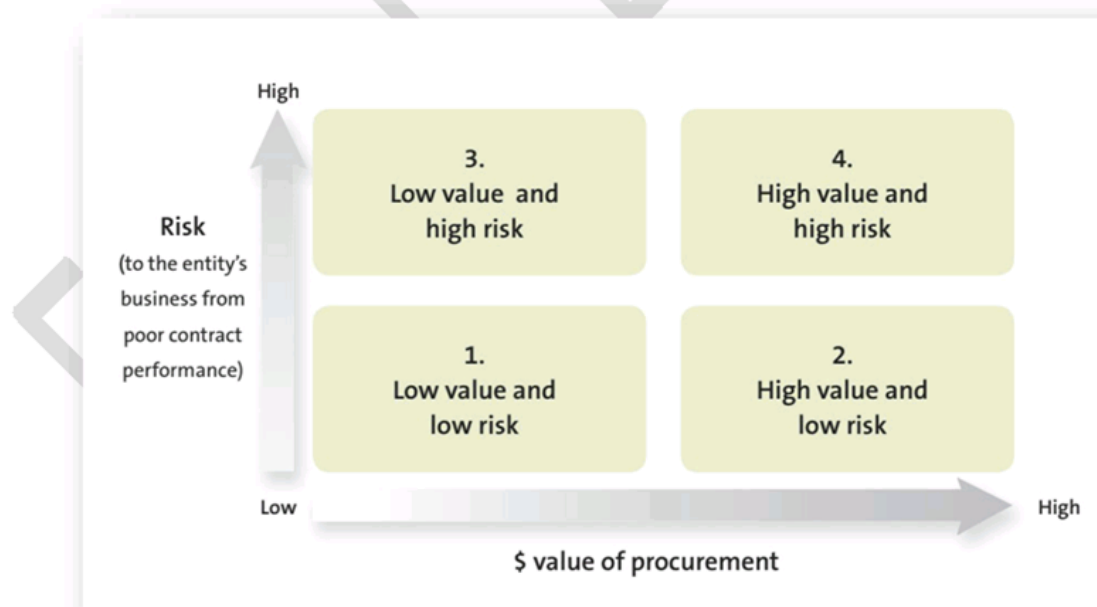 High
3.
Low value and
high risk
4.
High value and
high risk
Risk
(to the entity's
business from
poor contract
performance)
1.
Low value and
low risk
2.
High value and
low risk
Low
High
$ value of procurement